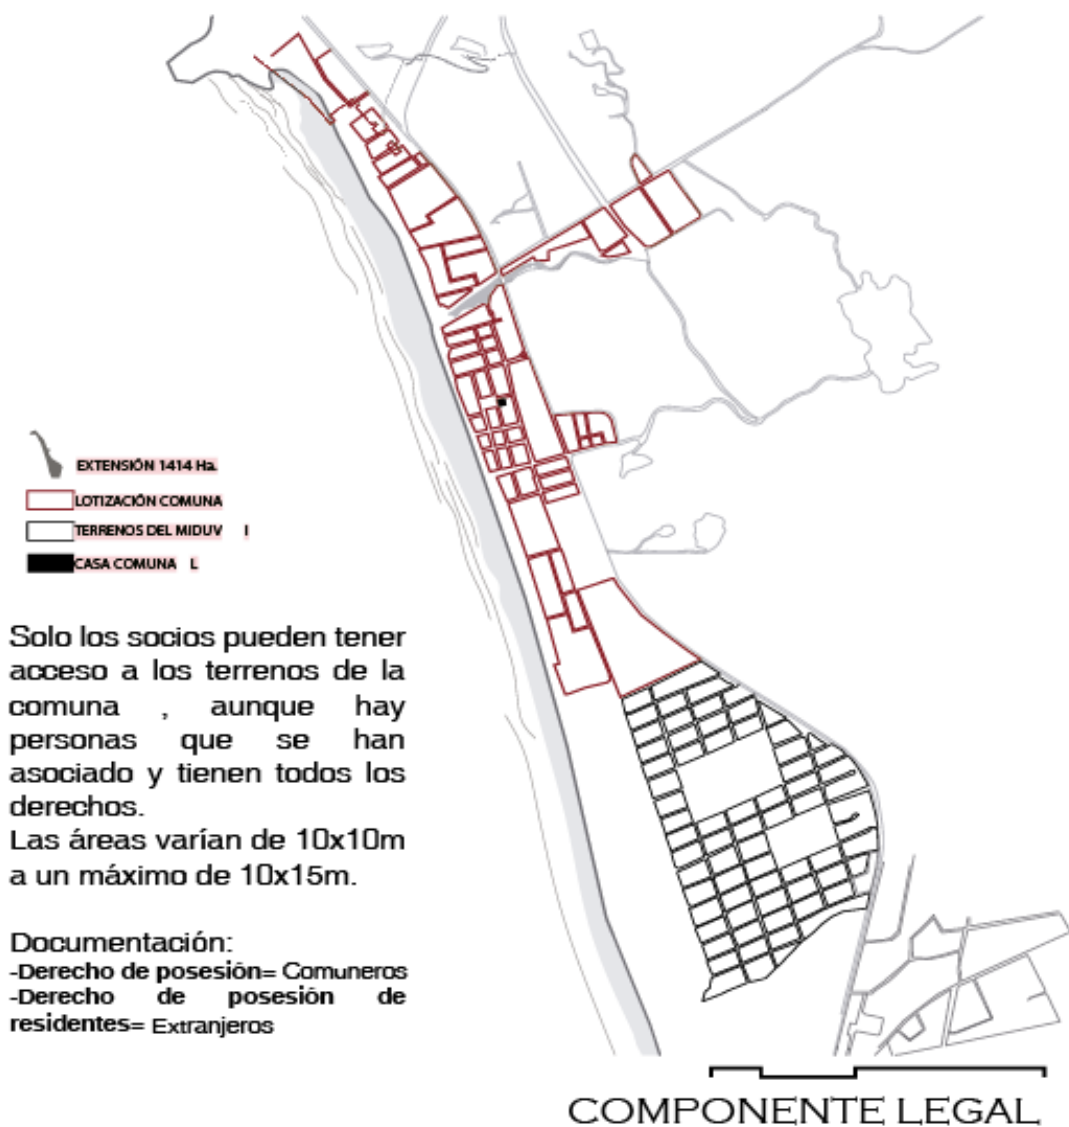 EXTENSIÓN 1414 Ha.
LOTIZACIÓN COMUNA
TERRENOS DEL MIDUV I
CASA COMUNA L
Solo los socios pueden tener
acceso a los terrenos de la
comuna , aunque hay
personas que se han
asociado y tienen todos los
derechos.
Las áreas varían de 10x10m
a un máximo de 10x15m.
Documentación:
-Derecho de posesión= Comuneros
-Derecho de posesión de
residentes= Extranjeros
COMPONENTE LEGAL